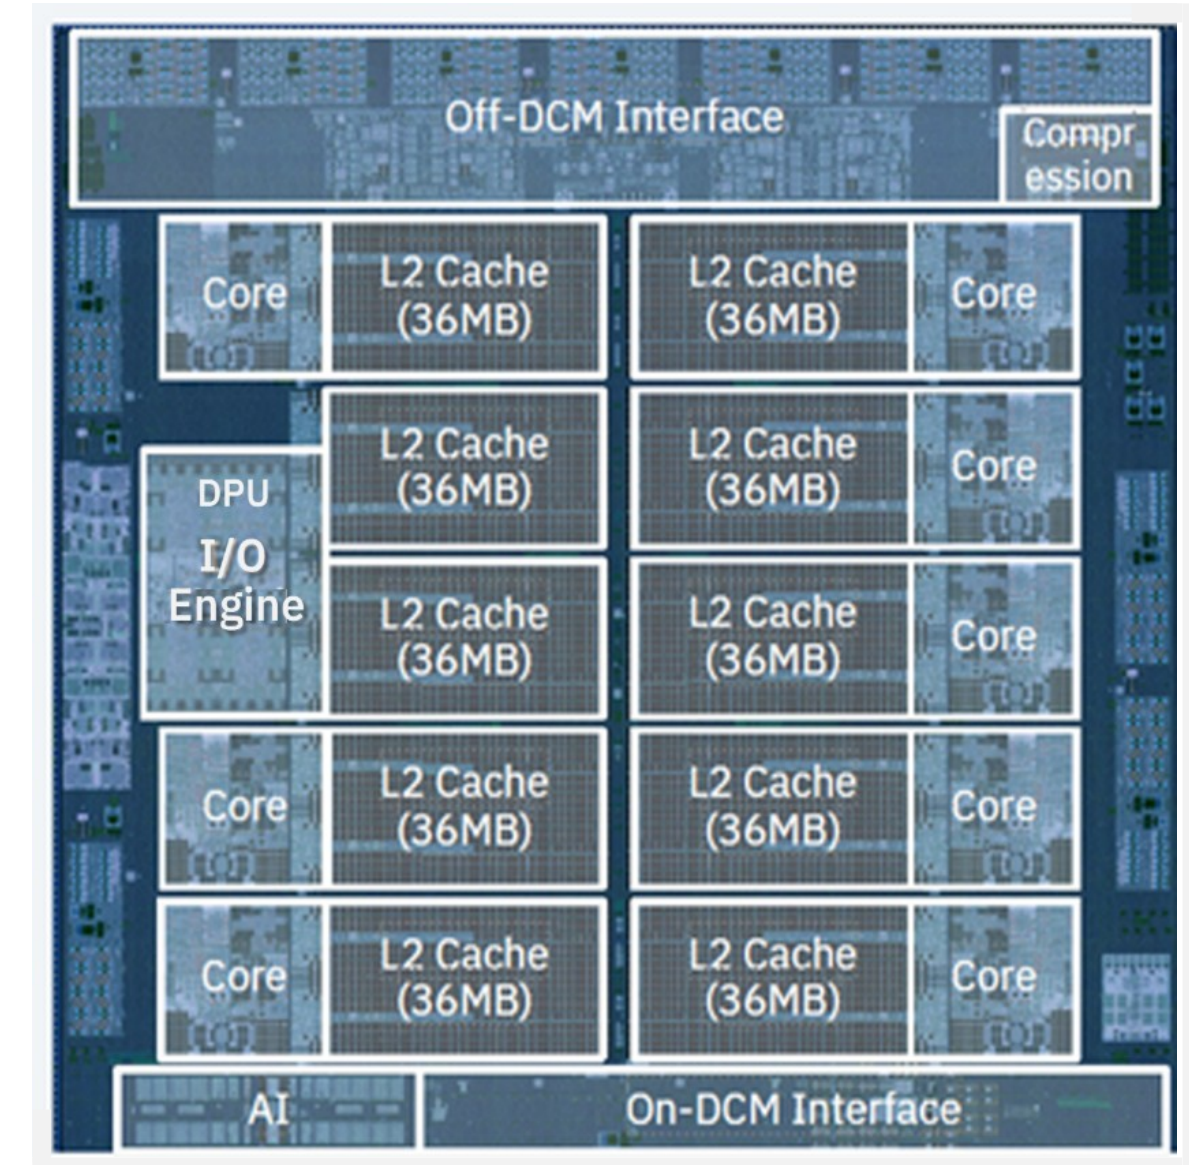 Off-DCM Interface
Compr
ession
Core
L2 Cache
(36MB)
L2 Cache
(36MB)
Core
L2 Cache
(36MB)
L2 Cache
(36MB)
Core
DPU
I/O
Engine
L2 Cache
(36MB)
L2 Cache
(36MB)
Core
Core
L2 Cache
(36MB)
L2 Cache
(36MB)
Core
Core
L2 Cache
(36MB)
L2 Cache
(36MB)
Core
AI
On-DCM Interface